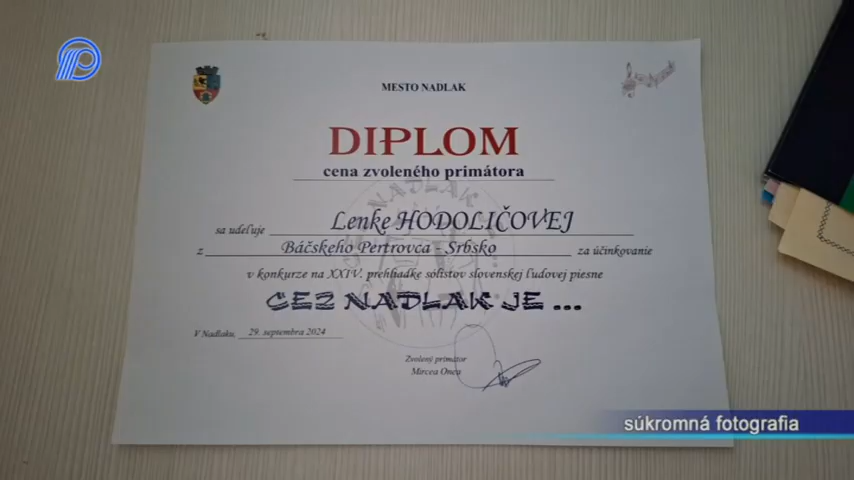 MESTO NADLAK
DIPLOM
cena zvoleného primátora
sa udeľuje Lenke HODOLIČOVEJ
z Báčskeho Pertrovca - Srbsko za účinkovanie
v konkurze na XXIV. prehliadke sólistov slovenskej ľudovej piesne
CEZ NADLAK JE ...
V Nadlaku, 29. septembra 2024
Zvolený primátor
Mircea Onea
súkromná fotografia